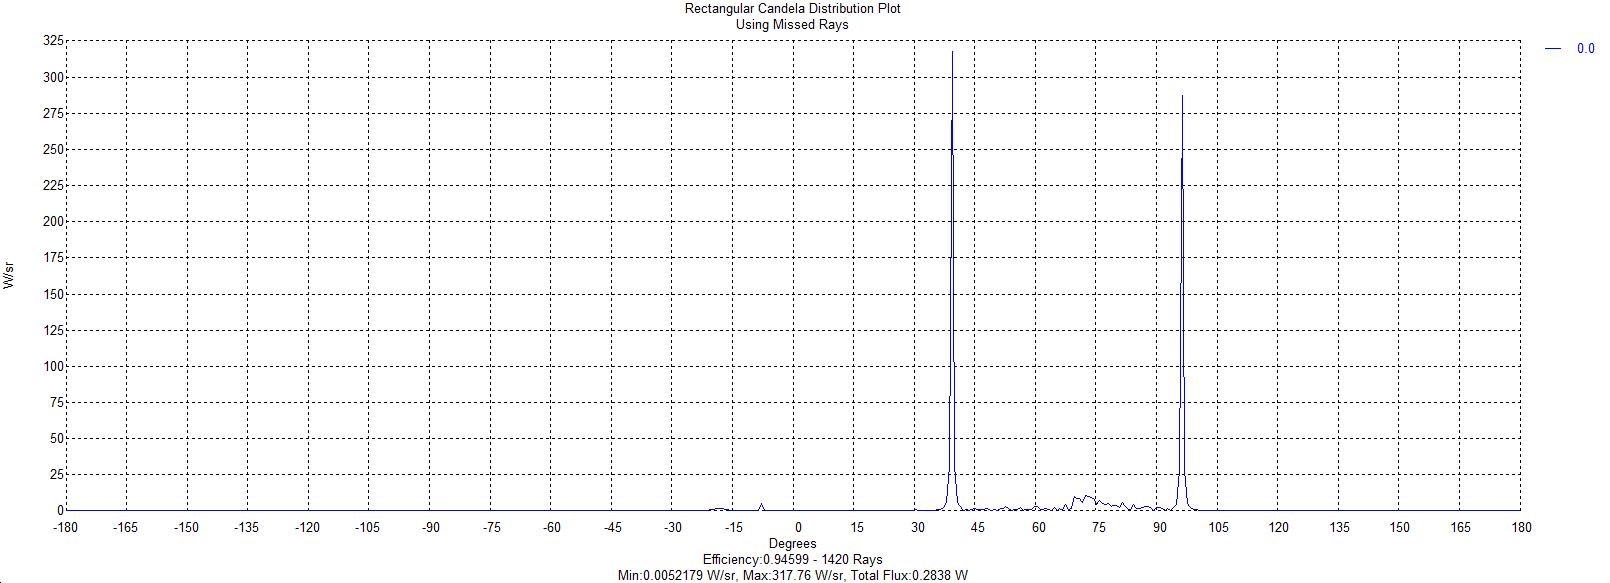 Rectangular Candela Distribution Plot
Using Missed Rays
325
300
275
250
225
200
175
150
125
100
75
50
25
0
W/sr
0.0
-180 -165 -150 -135 -120 -105 -90 -75 -60 -45 -30 -15 0 15 30 45 60 75 90 105 120 135 150 165 180
Degrees
Efficiency:0.94599 - 1420 Rays
Min:0.0052179 W/sr, Max:317.76 W/sr, Total Flux:0.2838 W